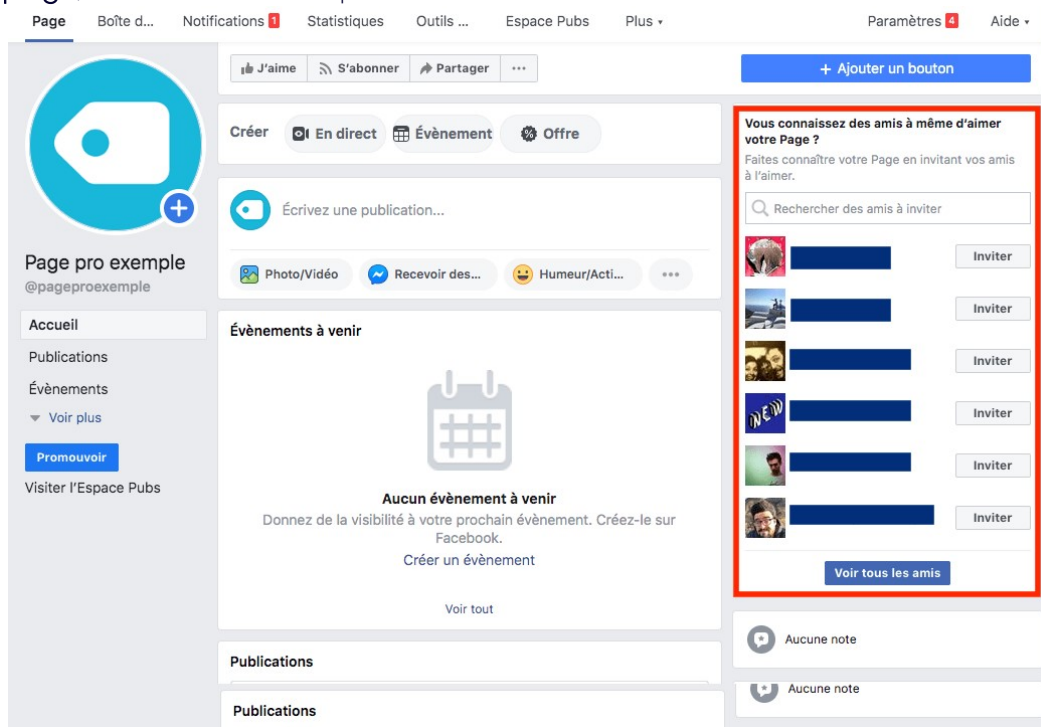 Page Boîte d... Notifications 1 Statistiques Outils ... Espace Pubs Plus Paramètres 4 Aide
J'aime S'abonner Partager ...
+ Ajouter un bouton
Page pro exemple
@pageproexemple
Accueil
Publications
Évènements
Voir plus
Promouvoir
Visiter l'Espace Pubs
Créer En direct Évènement Offre
Écrivez une publication...
Photo/Vidéo Recevoir des... Humeur/Acti... ...
Évènements à venir
Aucun évènement à venir
Donnez de la visibilité à votre prochain évènement. Créez-le sur
Facebook.
Créer un évènement
Voir tout
Publications
Publications
Vous connaissez des amis à même d'aimer
votre Page ?
Faites connaître votre Page en invitant vos amis
à l'aimer.
Rechercher des amis à inviter
Inviter
Inviter
Inviter
NEW Inviter
Inviter
Inviter
Voir tous les amis
Aucune note
Aucune note